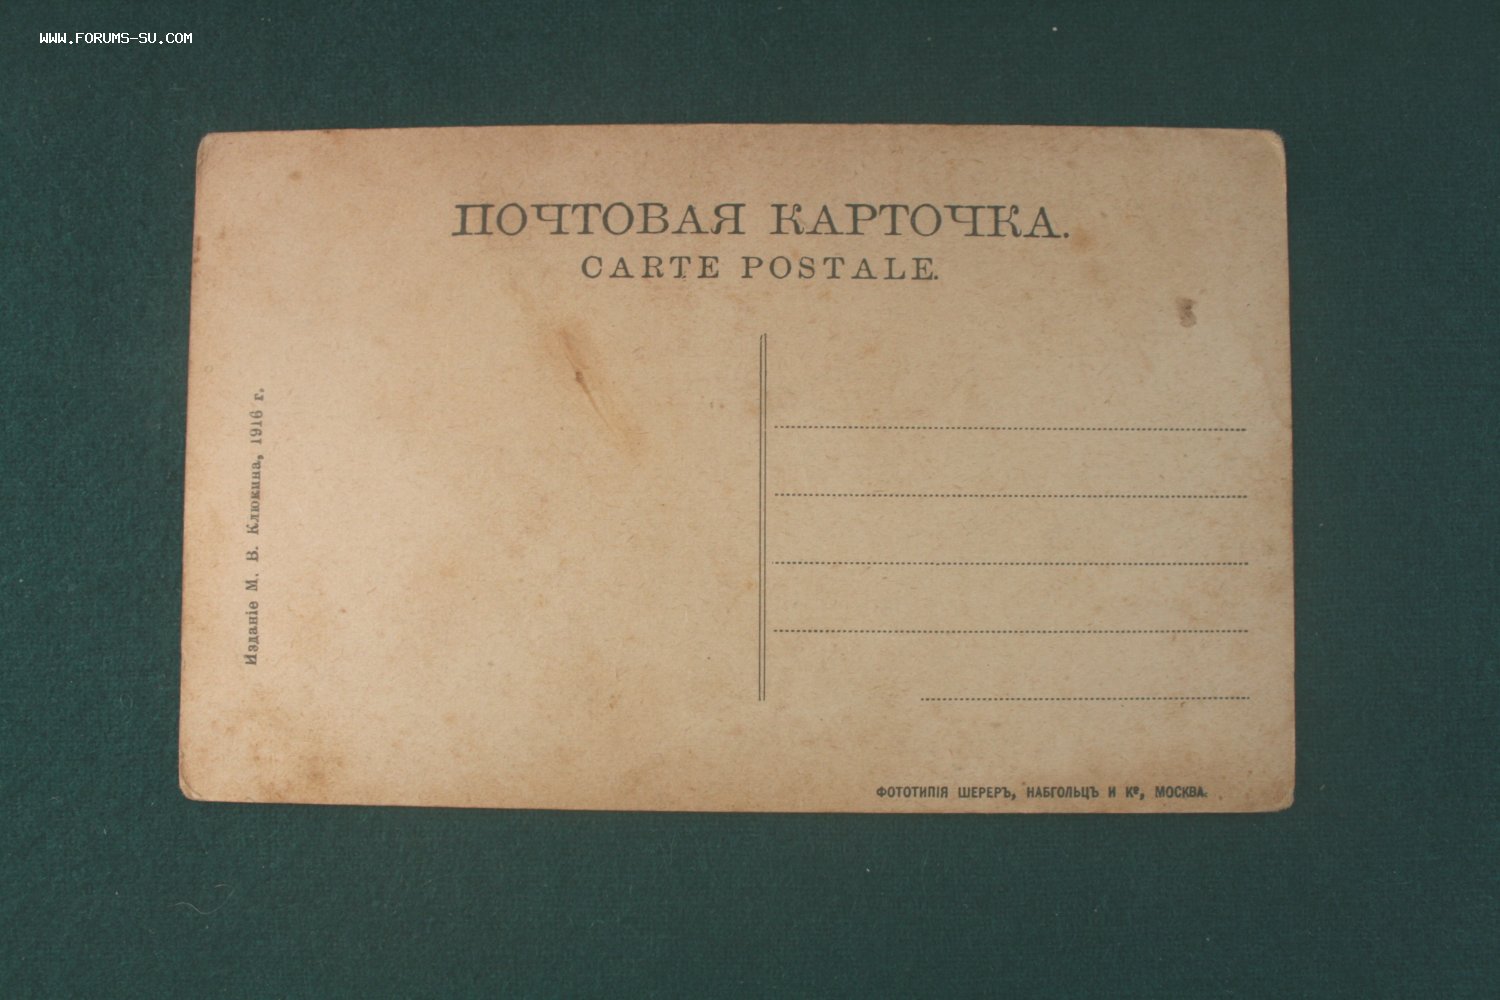 WWW.FORUMS-SU.COM
ПОЧТОВАЯ КАРТОЧКА.
CARTE POSTALE.
Изданіе М. В. Клюкина, 1916 г.
ФОТОТИПІЯ ШЕРЕРЪ, НАБГОЛЬЦЪ И Кº, МОСКВА.